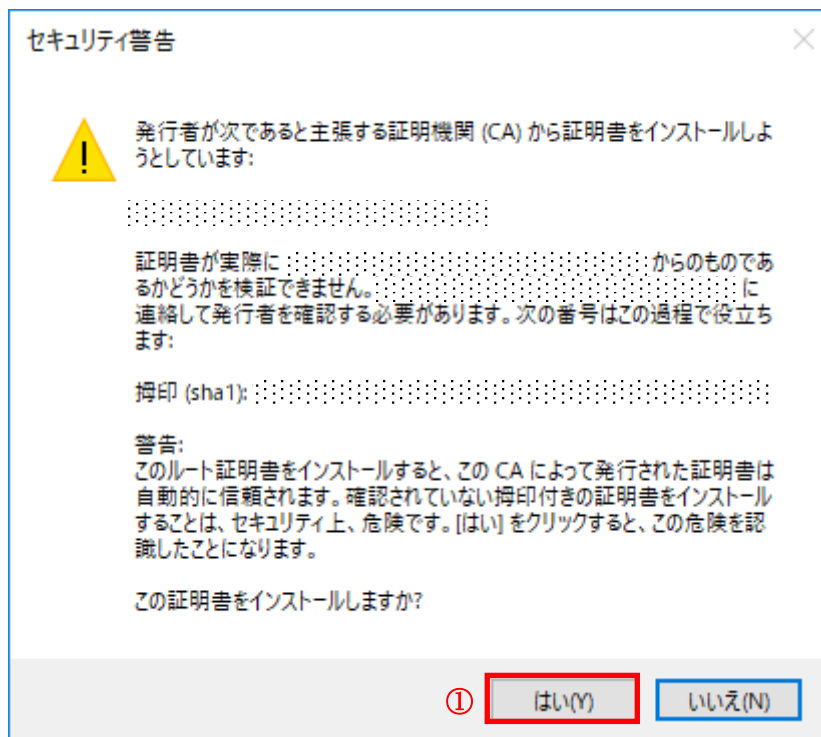 セキュリティ警告
発行者が次であると主張する証明機関 (CA) から証明書をインストールしよ
うとしています:
証明書が実際に からのものであ
るかどうかを検証できません。 に
連絡して発行者を確認する必要があります。次の番号はこの過程で役立ち
ます:
拇印 (sha1):
警告:
このルート証明書をインストールすると、この CA によって発行された証明書は
自動的に信頼されます。確認されていない拇印付きの証明書をインストール
することは、セキュリティ上、危険です。[はい] をクリックすると、この危険を認
識したことになります。
この証明書をインストールしますか?
① はい(Y) いいえ(N)